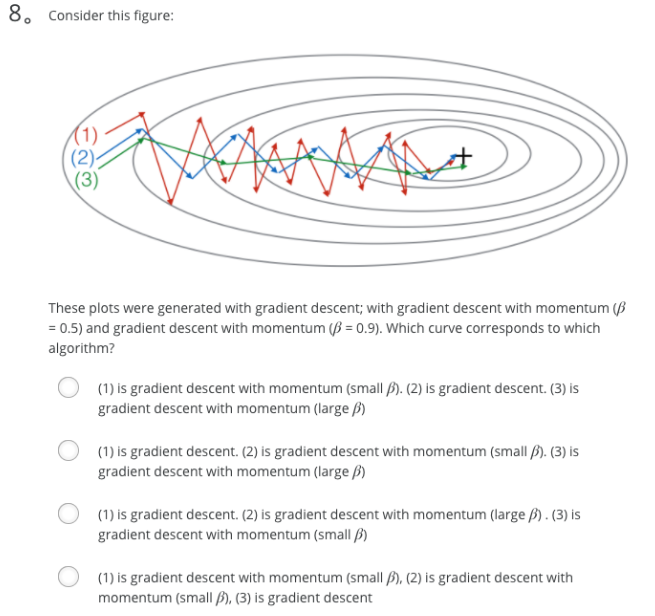 8. Consider this figure:
(1)
(2)
(3)
These plots were generated with gradient descent; with gradient descent with momentum (β
= 0.5) and gradient descent with momentum (β = 0.9). Which curve corresponds to which
algorithm?
(1) is gradient descent with momentum (small β). (2) is gradient descent. (3) is
gradient descent with momentum (large β)
(1) is gradient descent. (2) is gradient descent with momentum (small β). (3) is
gradient descent with momentum (large β)
(1) is gradient descent. (2) is gradient descent with momentum (large β) . (3) is
gradient descent with momentum (small β)
(1) is gradient descent with momentum (small β), (2) is gradient descent with
momentum (small β), (3) is gradient descent